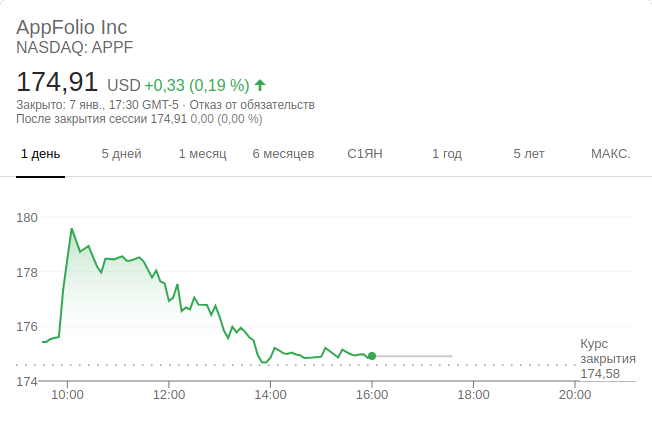 AppFolio Inc
NASDAQ: APPF
174,91 USD +0,33 (0,19 %)
Закрыто: 7 янв., 17:30 GMT-5 · Отказ от обязательств
После закрытия сессии 174,91 0,00 (0,00 %)
1 день 5 дней 1 месяц 6 месяцев С1ЯН 1 год 5 лет МАКС.
180
178
176
Курс
закрытия
174,58
174
10:00 12:00 14:00 16:00 18:00 20:00